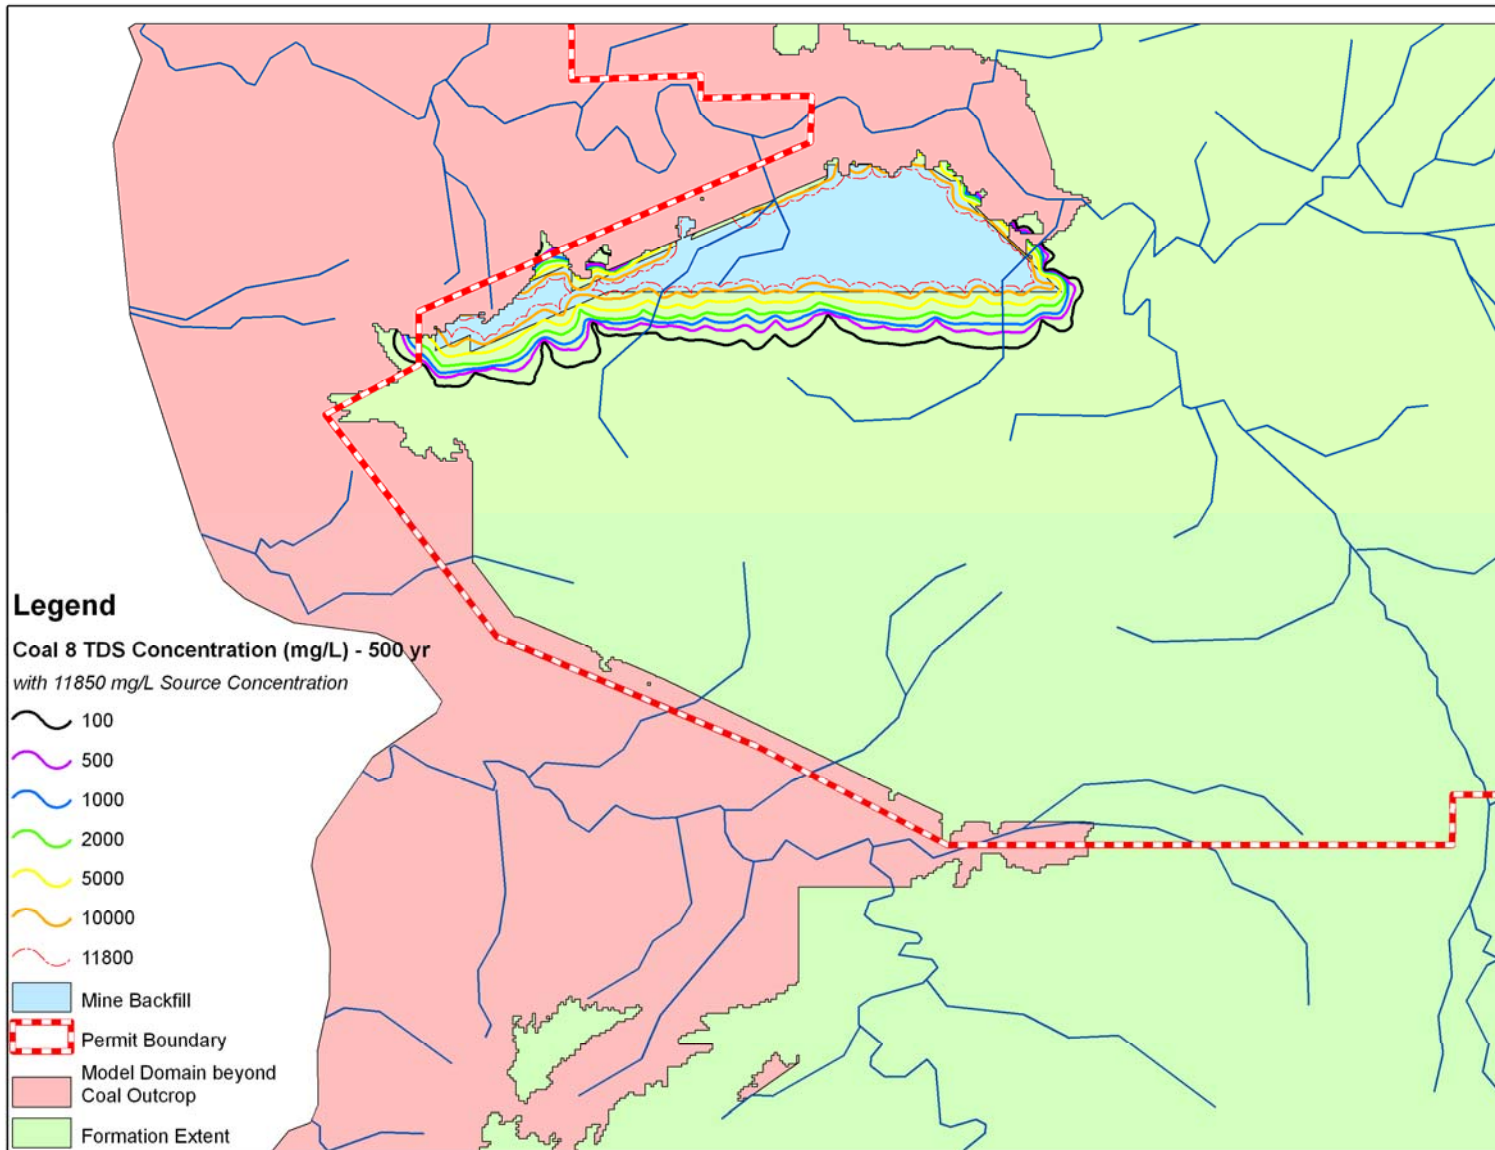 Legend
Coal 8 TDS Concentration (mg/L) - 500 yr
with 11850 mg/L Source Concentration
100
500
1000
2000
5000
10000
11800
Mine Backfill
Permit Boundary
Model Domain beyond
Coal Outcrop
Formation Extent